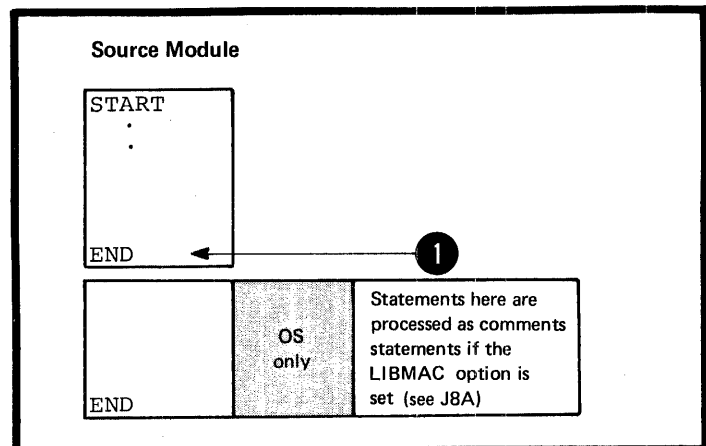 Source Module
START
.
.
END
1
OS
only
Statements here are
processed as comments
statements if the
LIBMAC option is
set (see J8A)
END